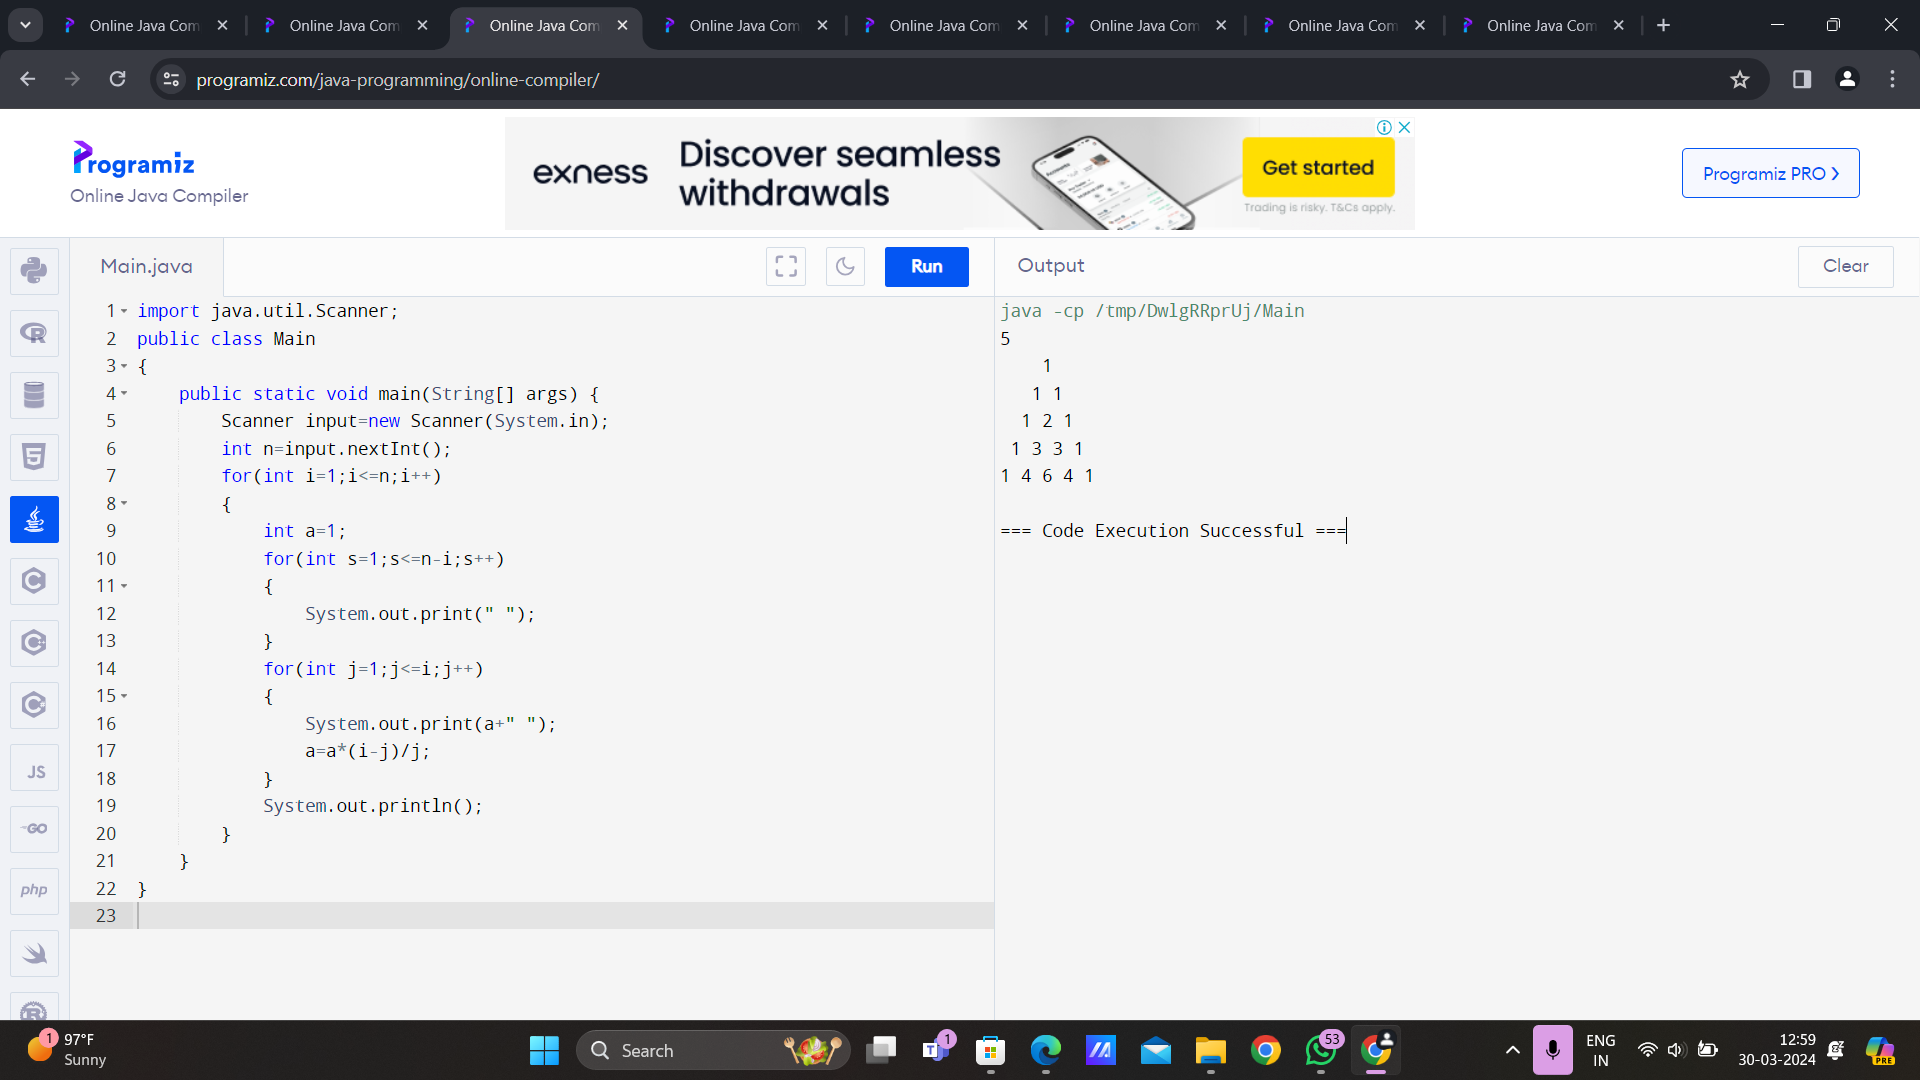 Online Java Com
Online Java Com
Online Java Com
Online Java Com
Online Java Com
Online Java Com
Online Java Com
Online Java Com
programiz.com/java-programming/online-compiler/
Programiz
Online Java Compiler
exness
Discover seamless
withdrawals
Get started
Trading is risky. T&Cs apply.
Programiz PRO ❯
Main.java
Run
Output
Clear
1 import java.util.Scanner;
2 public class Main
3 {
4     public static void main(String[] args) {
5         Scanner input=new Scanner(System.in);
6         int n=input.nextInt();
7         for(int i=1;i<=n;i++)
8         {
9             int a=1;
10             for(int s=1;s<=n-i;s++)
11             {
12                 System.out.print(" ");
13             }
14             for(int j=1;j<=i;j++)
15             {
16                 System.out.print(a+" ");
17                 a=a*(i-j)/j;
18             }
19             System.out.println();
20         }
21     }
22 }
23
java -cp /tmp/DwlgRRprUj/Main
5
    1
   1 1
  1 2 1
 1 3 3 1
1 4 6 4 1
=== Code Execution Successful ===
R
5
C
C
C
JS
GO
php
R
1
97°F
Sunny
Search
T
1
53
ENG
IN
12:59
30-03-2024
PRE